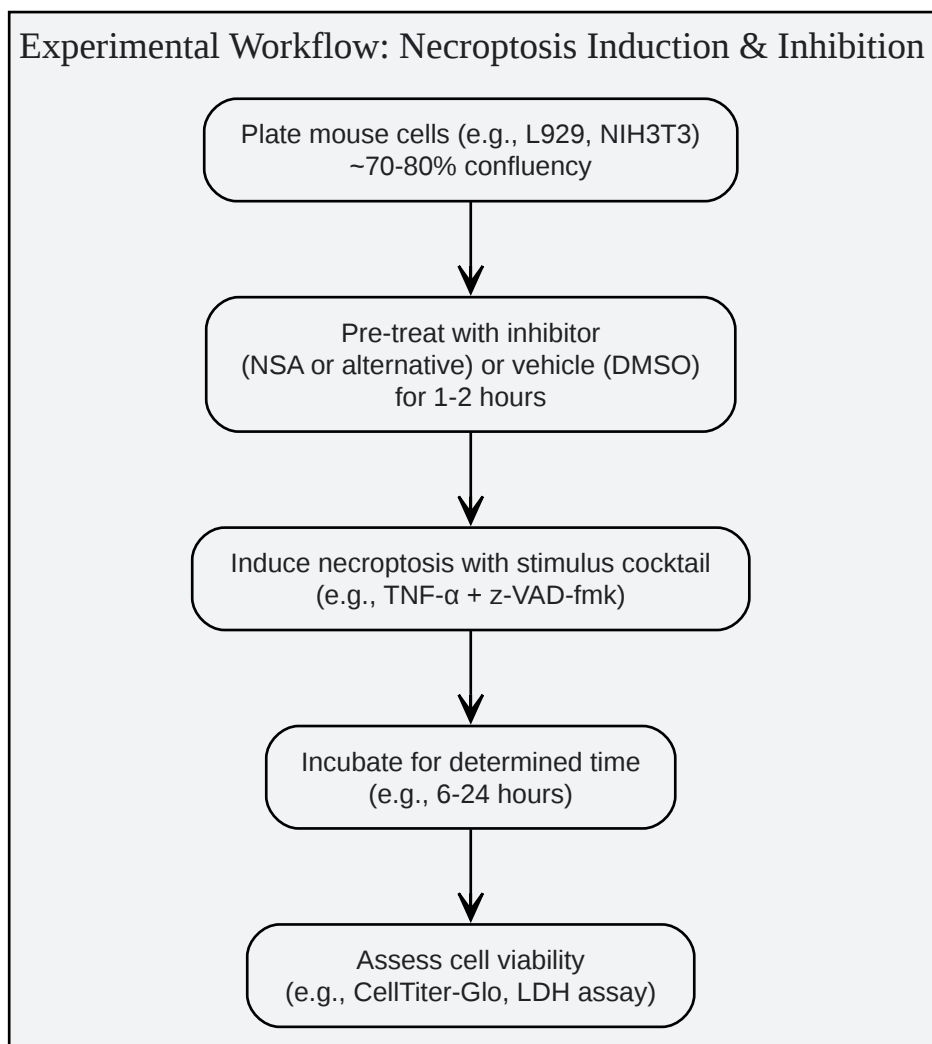 Experimental Workflow: Necroptosis Induction & Inhibition
Plate mouse cells (e.g., L929, NIH3T3)
~70-80% confluency
Pre-treat with inhibitor
(NSA or alternative) or vehicle (DMSO)
for 1-2 hours
Induce necroptosis with stimulus cocktail
(e.g., TNF-α + z-VAD-fmk)
Incubate for determined time
(e.g., 6-24 hours)
Assess cell viability
(e.g., CellTiter-Glo, LDH assay)